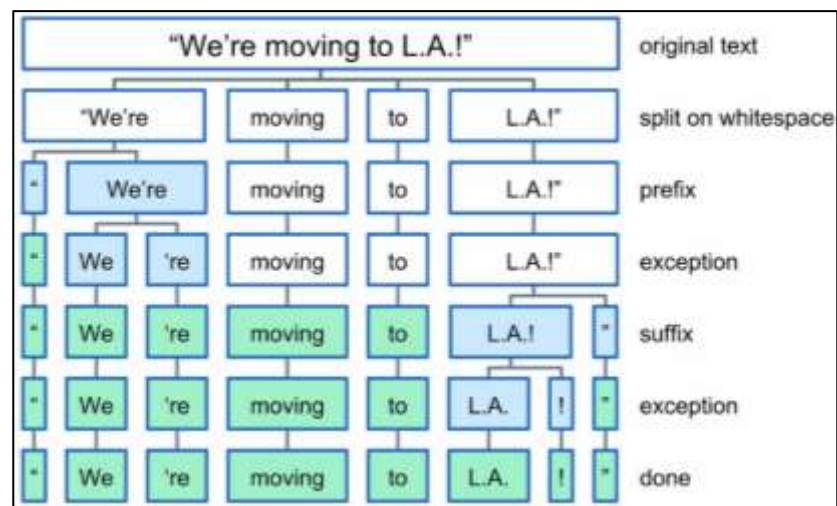 “We're moving to L.A.!” original text
“We're moving to L.A.!” split on whitespace
“ We're moving to L.A.!” prefix
“ We 're moving to L.A.!” exception
“ We 're moving to L.A.! ” suffix
“ We 're moving to L.A. ! ” exception
“ We 're moving to L.A. ! ” done